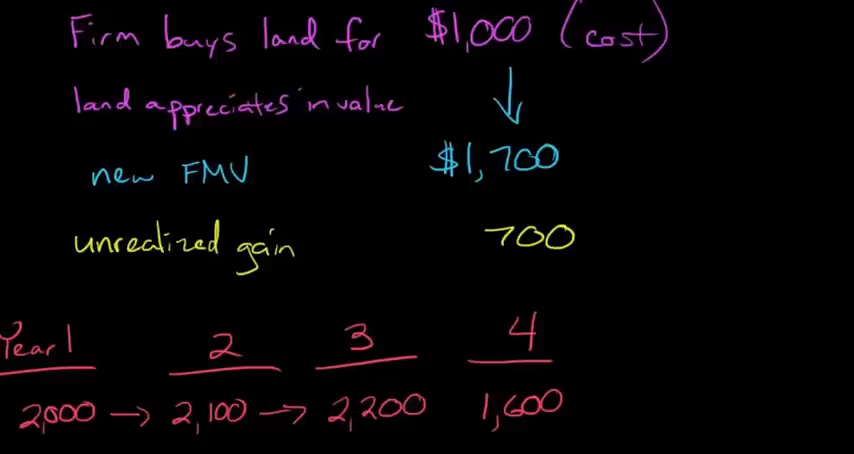 Firm buys land for $1,000 (cost)
land appreciates in value
new FMV $1,700
unrealized gain 700
Year 1 2 3 4
2,000 → 2,100 → 2,200 1,600